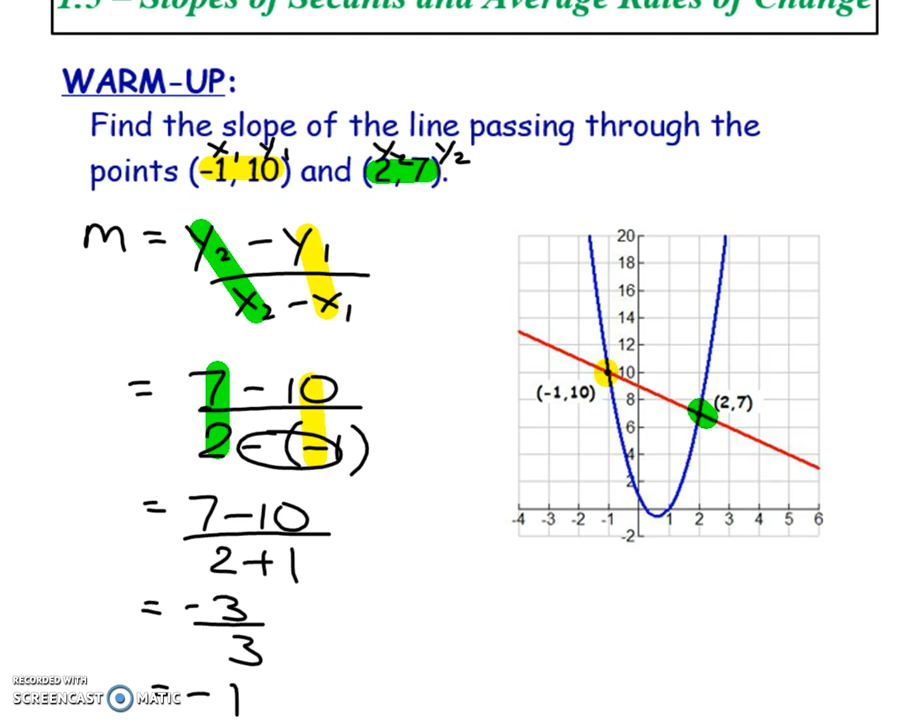 1.3 – Slopes of Secants and Average Rates of Change
WARM-UP:
Find the slope of the line passing through the
x₁ y₁ x₂ y₂
points (-1, 10) and (2, 7).
m = y₂ - y₁
x₂ - x₁
= 7 - 10
2 - (-1)
= 7 - 10
2 + 1
= -3
3
= -1
20
18
16
14
12
10
8
6
4
2
-2
-4 -3 -2 -1 1 2 3 4 5 6
(-1,10)
(2,7)
RECORDED WITH
SCREENCAST MATIC